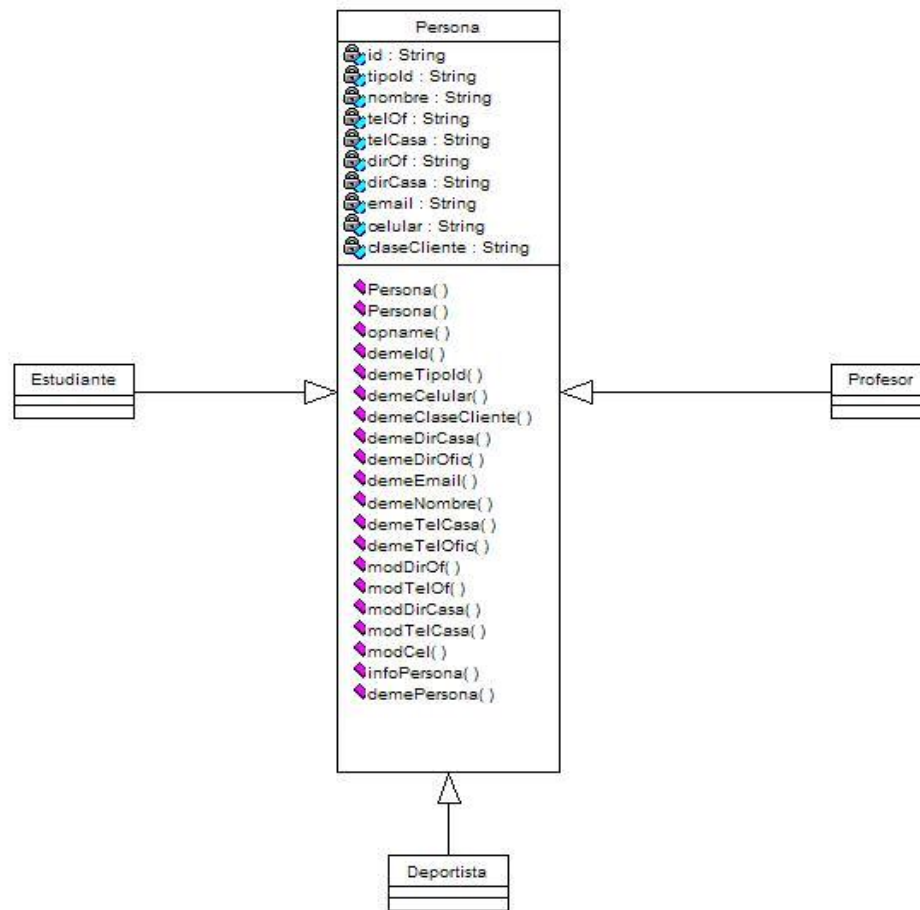 Persona
id : String
tipoId : String
nombre : String
telOf : String
telCasa : String
dirOf : String
dirCasa : String
email : String
celular : String
claseCliente : String
Persona( )
Persona( )
opname( )
demeId( )
demeTipoId( )
demeCelular( )
demeClaseCliente( )
demeDirCasa( )
demeDirOfic( )
demeEmail( )
demeNombre( )
demeTelCasa( )
demeTelOfic( )
modDirOf( )
modTelOf( )
modDirCasa( )
modTelCasa( )
modCel( )
infoPersona( )
demePersona( )
Estudiante
Profesor
Deportista